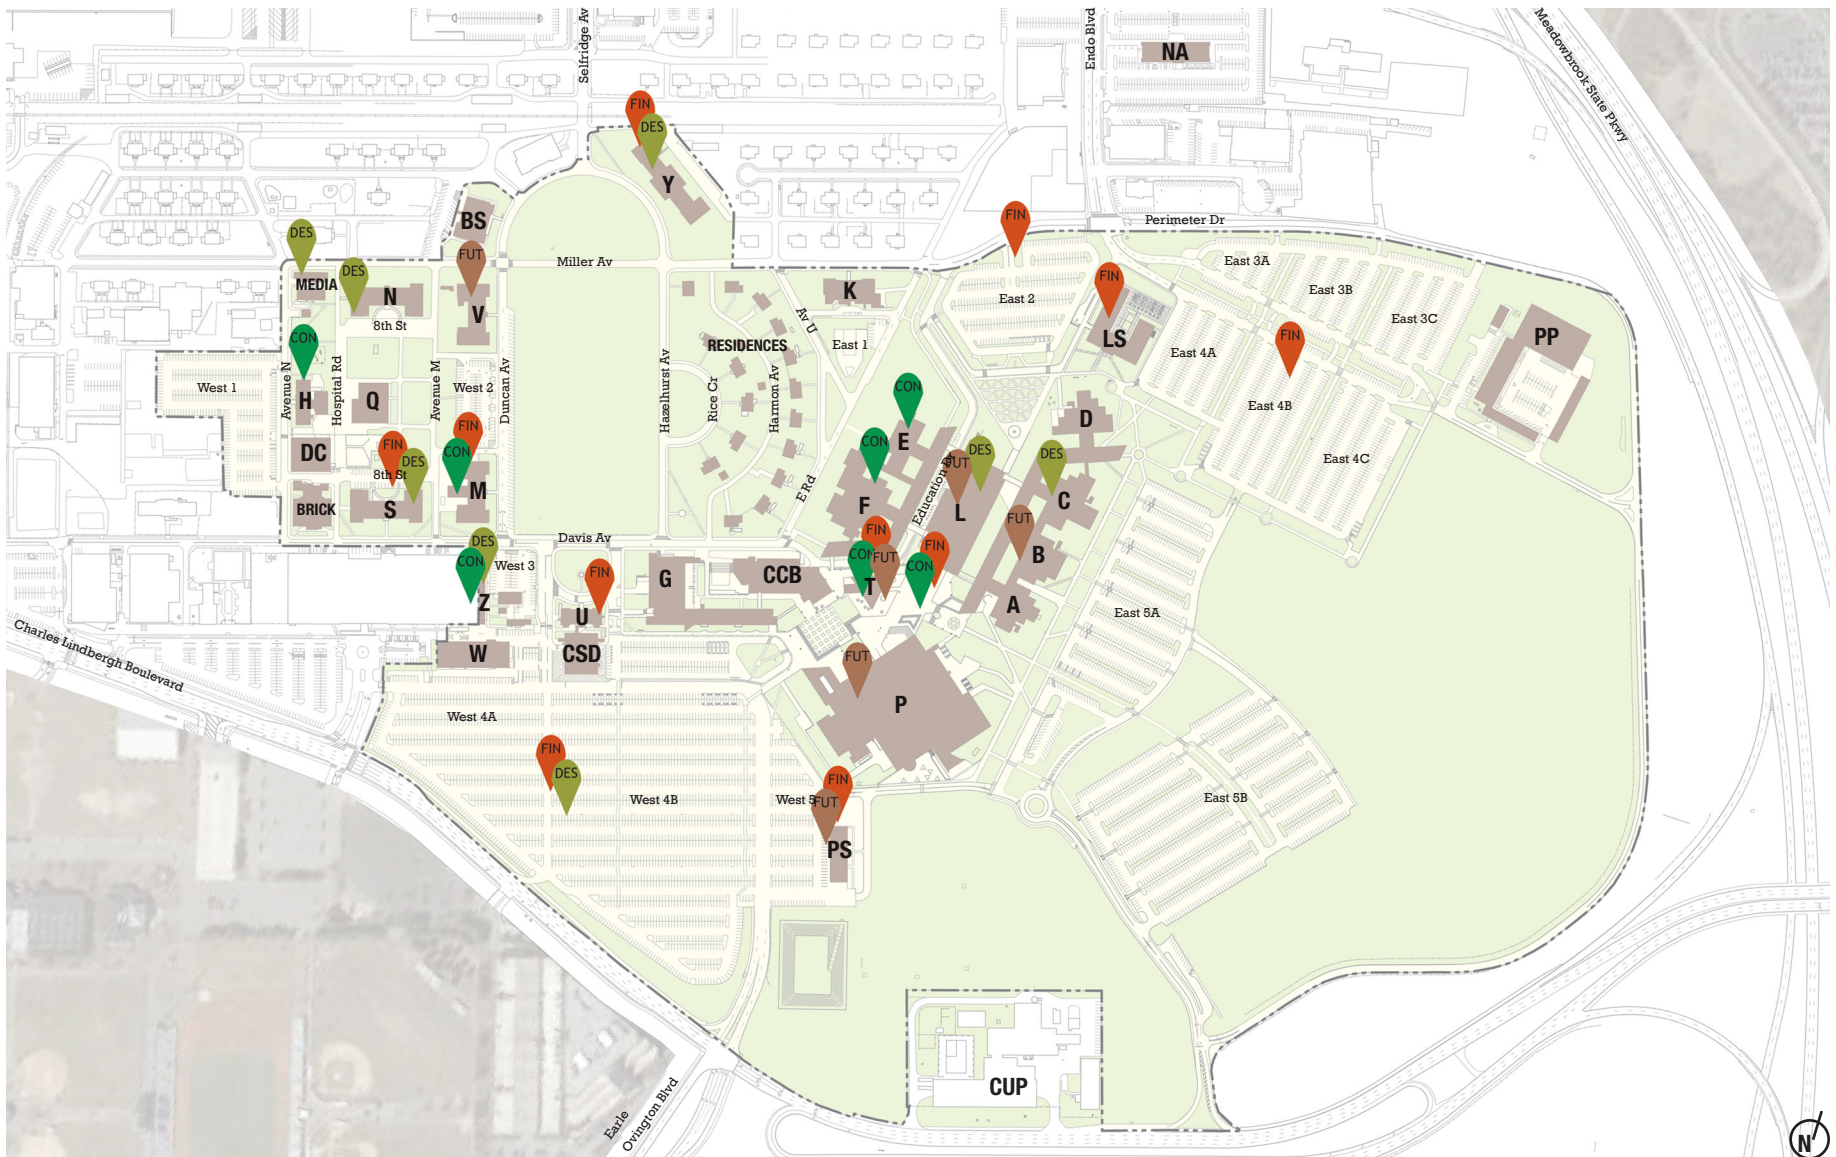 Selfridge Av
Endo Blvd
NA
Meadowbrook State Pkwy
FIN
DES
Y
BS
FIN
Perimeter Dr
DES
FUT
Miller Av
East 3A
DES
MEDIA
N
V
K
East 2
FIN
East 3B
8th St
Av U
East 3C
CON
RESIDENCES
East 1
LS
East 4A
FIN
PP
West 1
Avenue N
H
Hospital Rd
Q
Avenue M
West 2
Duncan Av
Hazelhurst Av
Rice Cr
Harmon Av
CON
East 4B
D
FIN
CON
E
DC
FIN
CON
DES
8th St
DES
FUT
DES
East 4C
BRICK
S
M
E Rd
F
Education Dr
L
C
FUT
Davis Av
DES
CON
West 3
FIN
G
CCB
FIN
CON
FUT
T
FIN
CON
B
Z
U
A
East 5A
Charles Lindbergh Boulevard
W
CSD
FUT
P
West 4A
FIN
DES
West 4B
West 5
FIN
FUT
East 5B
PS
CUP
Earle
Ovington Blvd
N